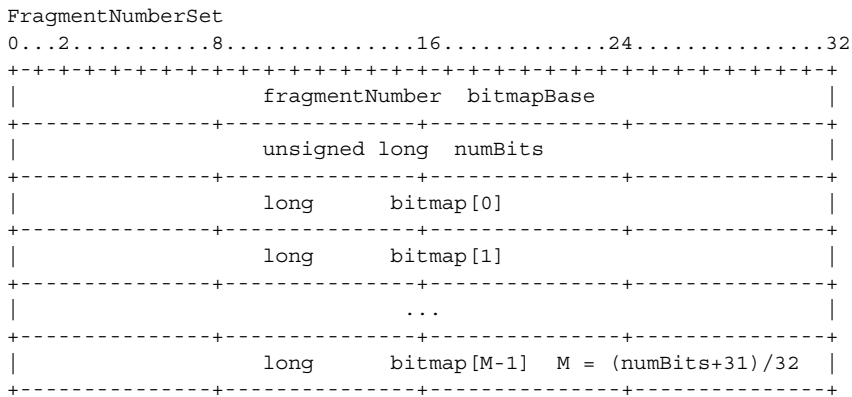 FragmentNumberSet
0...2...........8...............16..............24...............32
+-+-+-+-+-+-+-+-+-+-+-+-+-+-+-+-+-+-+-+-+-+-+-+-+-+-+-+-+-+-+-+-+
| fragmentNumber bitmapBase |
+---------------+---------------+---------------+---------------+
| unsigned long numBits |
+---------------+---------------+---------------+---------------+
| long bitmap[0] |
+---------------+---------------+---------------+---------------+
| long bitmap[1] |
+---------------+---------------+---------------+---------------+
| ... |
+---------------+---------------+---------------+---------------+
| long bitmap[M-1] M = (numBits+31)/32 |
+---------------+---------------+---------------+---------------+